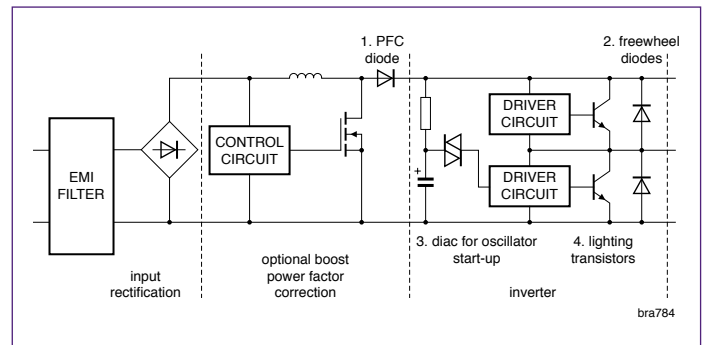 1. PFC
diode
2. freewheel
diodes
EMI
FILTER
CONTROL
CIRCUIT
+
DRIVER
CIRCUIT
DRIVER
CIRCUIT
3. diac for oscillator
start-up
4. lighting
transistors
input
rectification
optional boost
power factor
correction
inverter
bra784